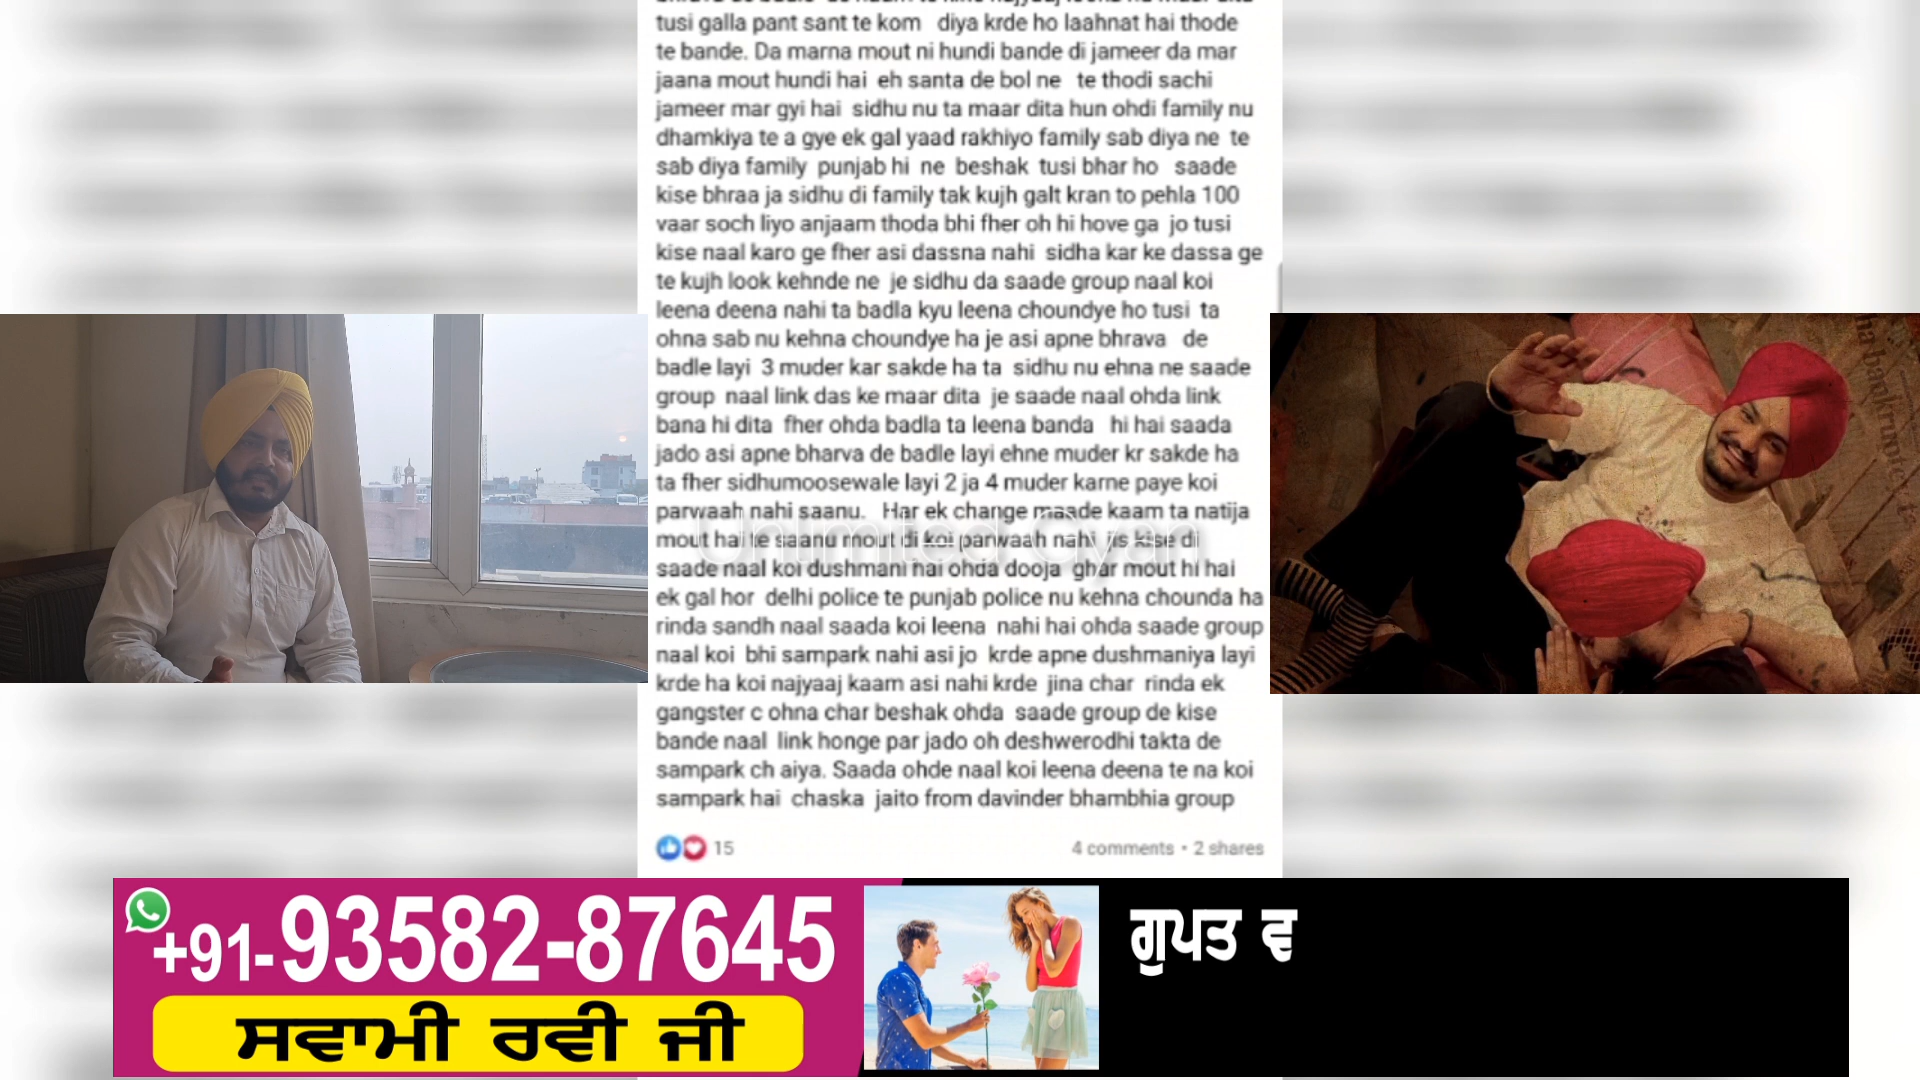 tusi galla pant sant te kom diya krde ho laahnat hai thode
te bande. Da marna mout ni hundi bande di jameer da mar
jaana mout hundi hai eh santa de bol ne te thodi sachi
jameer mar gyi hai sidhu nu ta maar dita hun ohdi family nu
dhamkiya te a gye ek gal yaad rakhiyo family sab diya ne te
sab diya family punjab hi ne beshak tusi bhar ho saade
kise bhraa ja sidhu di family tak kujh galt kran to pehla 100
vaar soch liyo anjaam thoda bhi fher oh hi hove ga jo tusi
kise naal karo ge fher asi dassna nahi sidha kar ke dassa ge
te kujh look kehnde ne je sidhu da saade group naal koi
leena deena nahi ta badla kyu leena choundye ho tusi ta
ohna sab nu kehna choundye ha je asi apne bhrava de
badle layi 3 muder kar sakde ha ta sidhu nu ehna ne saade
group naal link das ke maar dita je saade naal ohda link
bana hi dita fher ohda badla ta leena banda hi hai saada
jado asi apne bharva de badle layi ehne muder kr sakde ha
ta fher sidhumoosewale layi 2 ja 4 muder karne paye koi
parwaah nahi saanu. Har ek change maade kaam ta natija
mout hai te saanu mout di koi parwaah nahi jis kise di
Unlimited Gyan
saade naal koi dushmani hai ohda dooja ghar mout hi hai
ek gal hor delhi police te punjab police nu kehna chounda ha
rinda sandh naal saada koi leena nahi hai ohda saade group
naal koi bhi sampark nahi asi jo krde apne dushmaniya layi
krde ha koi najyaaj kaam asi nahi krde jina char rinda ek
gangster c ohna char beshak ohda saade group de kise
bande naal link honge par jado oh deshwerodhi takta de
sampark ch aiya. Saada ohde naal koi leena deena te na koi
sampark hai chaska jaito from davinder bhambhia group
15
4 comments • 2 shares
+91-93582-87645
ਸਵਾਮੀ ਰਵੀ ਜੀ
ਗੁਪਤ ਵ